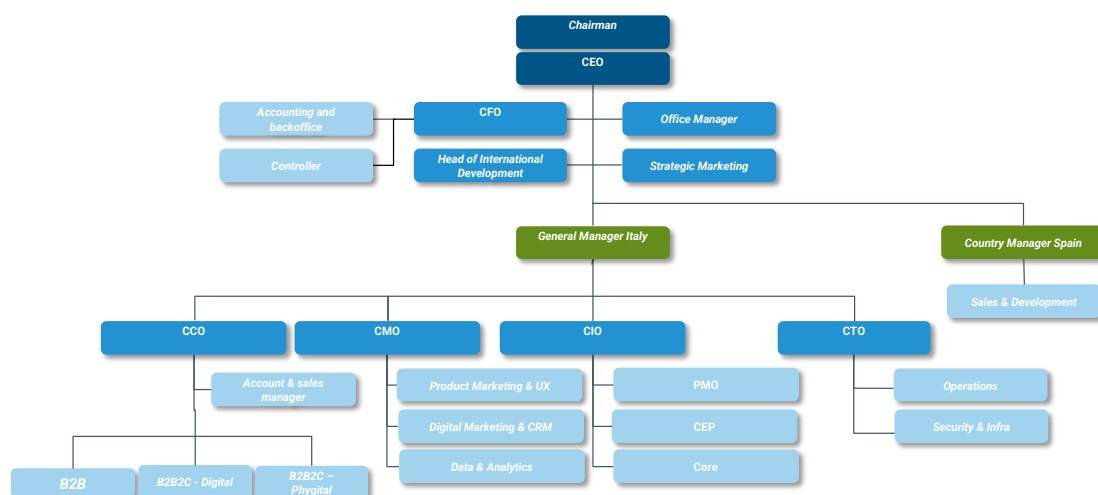 Chairman
CEO
Accounting and
backoffice
CFO
Office Manager
Controller
Head of International
Development
Strategic Marketing
General Manager Italy
Country Manager Spain
Sales & Development
CCO
CMO
CIO
CTO
Account & sales
manager
Product Marketing & UX
PMO
Operations
Digital Marketing & CRM
CEP
Security & Infra
Data & Analytics
Core
B2B
B2B2C - Digital
B2B2C –
Phygital